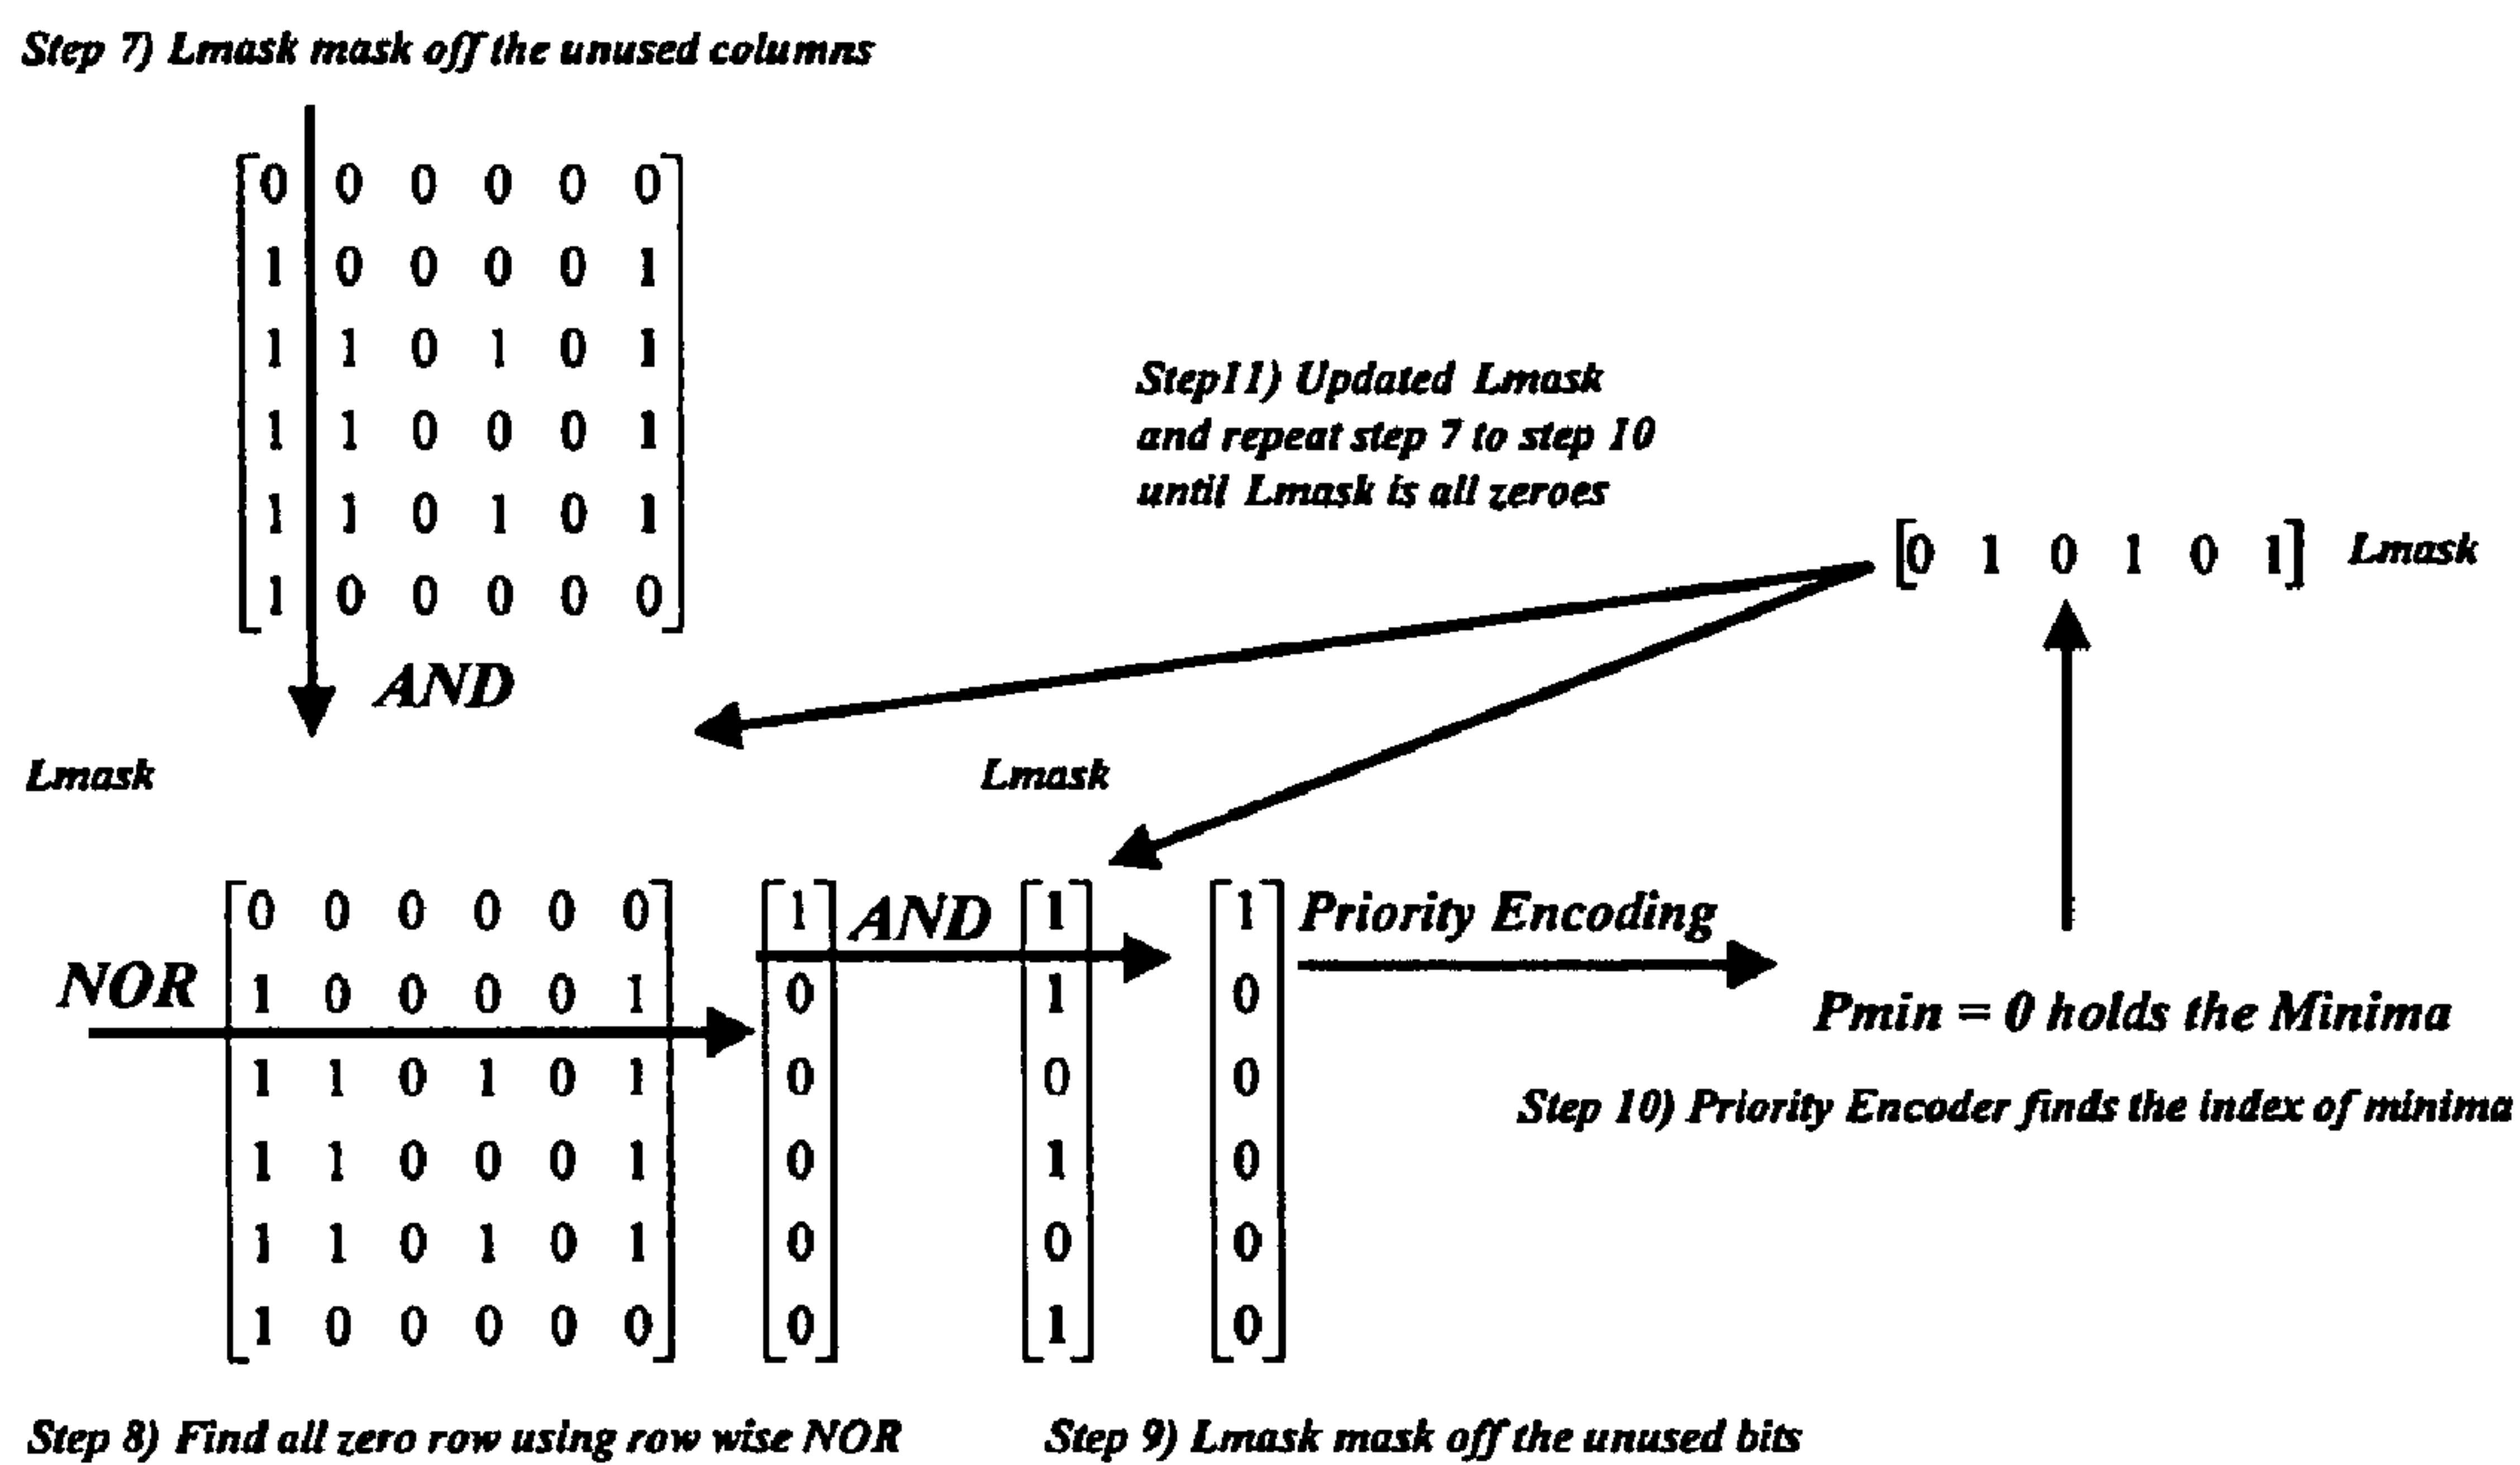 Step 7) Lmask mask off the unused columns
0 0 0 0 0 0
1 0 0 0 0 1
1 1 0 1 0 1
1 1 0 0 0 1
1 1 0 1 0 1
1 0 0 0 0 0
AND
Step11) Updated Lmask
and repeat step 7 to step 10
until Lmask is all zeroes
[0 1 0 1 0 1] Lmask
Lmask
Lmask
NOR
0 0 0 0 0 0
1 0 0 0 0 1
1 1 0 1 0 1
1 1 0 0 0 1
1 1 0 1 0 1
1 0 0 0 0 0
1
0
0
0
0
0
AND
1
1
0
1
0
1
1
0
0
0
0
0
Priority Encoding
Pmin = 0 holds the Minima
Step 10) Priority Encoder finds the index of minima
Step 8) Find all zero row using row wise NOR
Step 9) Lmask mask off the unused bits